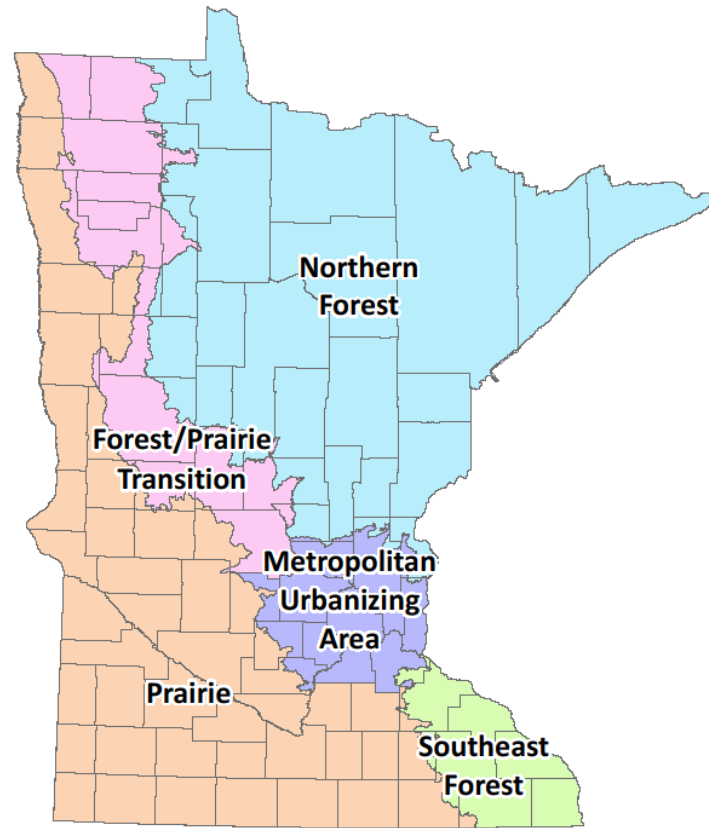 Northern
Forest
Forest/Prairie
Transition
Metropolitan
Urbanizing
Area
Prairie
Southeast
Forest